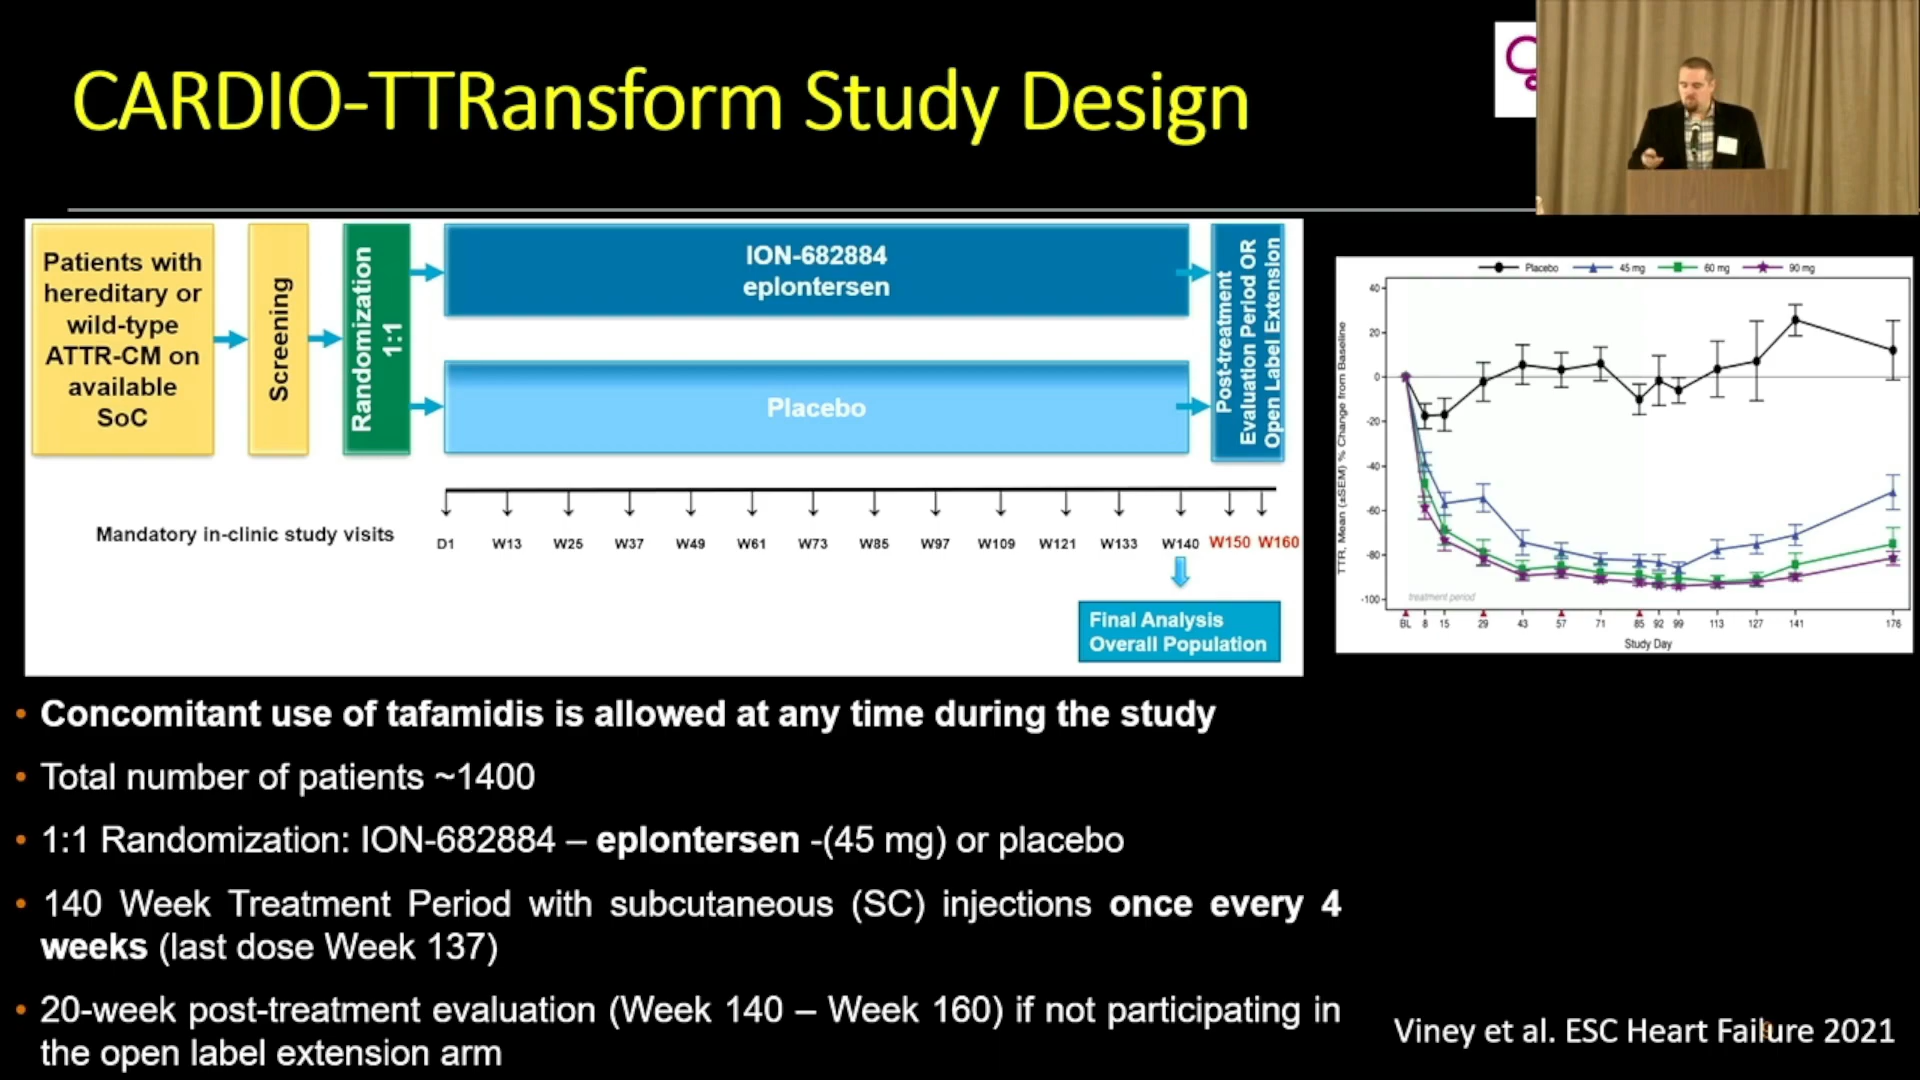 CARDIO-TTRansform Study Design
Patients with
hereditary or
wild-type
ATTR-CM on
available
SoC
Screening
Randomization
1:1
ION-682884
eplontersen
Placebo
Post-treatment
Evaluation Period OR
Open Label Extension
Mandatory in-clinic study visits
D1 W13 W25 W37 W49 W61 W73 W85 W97 W109 W121 W133 W140 W150 W160
Final Analysis
Overall Population
Placebo 45 mg 60 mg 90 mg
TTR, Mean (±SEM) % Change from Baseline
40
20
0
-20
-40
-60
-80
-100
treatment period
BL 8 15 29 43 57 71 85 92 99 113 127 141 176
Study Day
• Concomitant use of tafamidis is allowed at any time during the study
• Total number of patients ~1400
• 1:1 Randomization: ION-682884 – eplontersen -(45 mg) or placebo
• 140 Week Treatment Period with subcutaneous (SC) injections once every 4
weeks (last dose Week 137)
• 20-week post-treatment evaluation (Week 140 – Week 160) if not participating in
the open label extension arm
Viney et al. ESC Heart Failure 2021